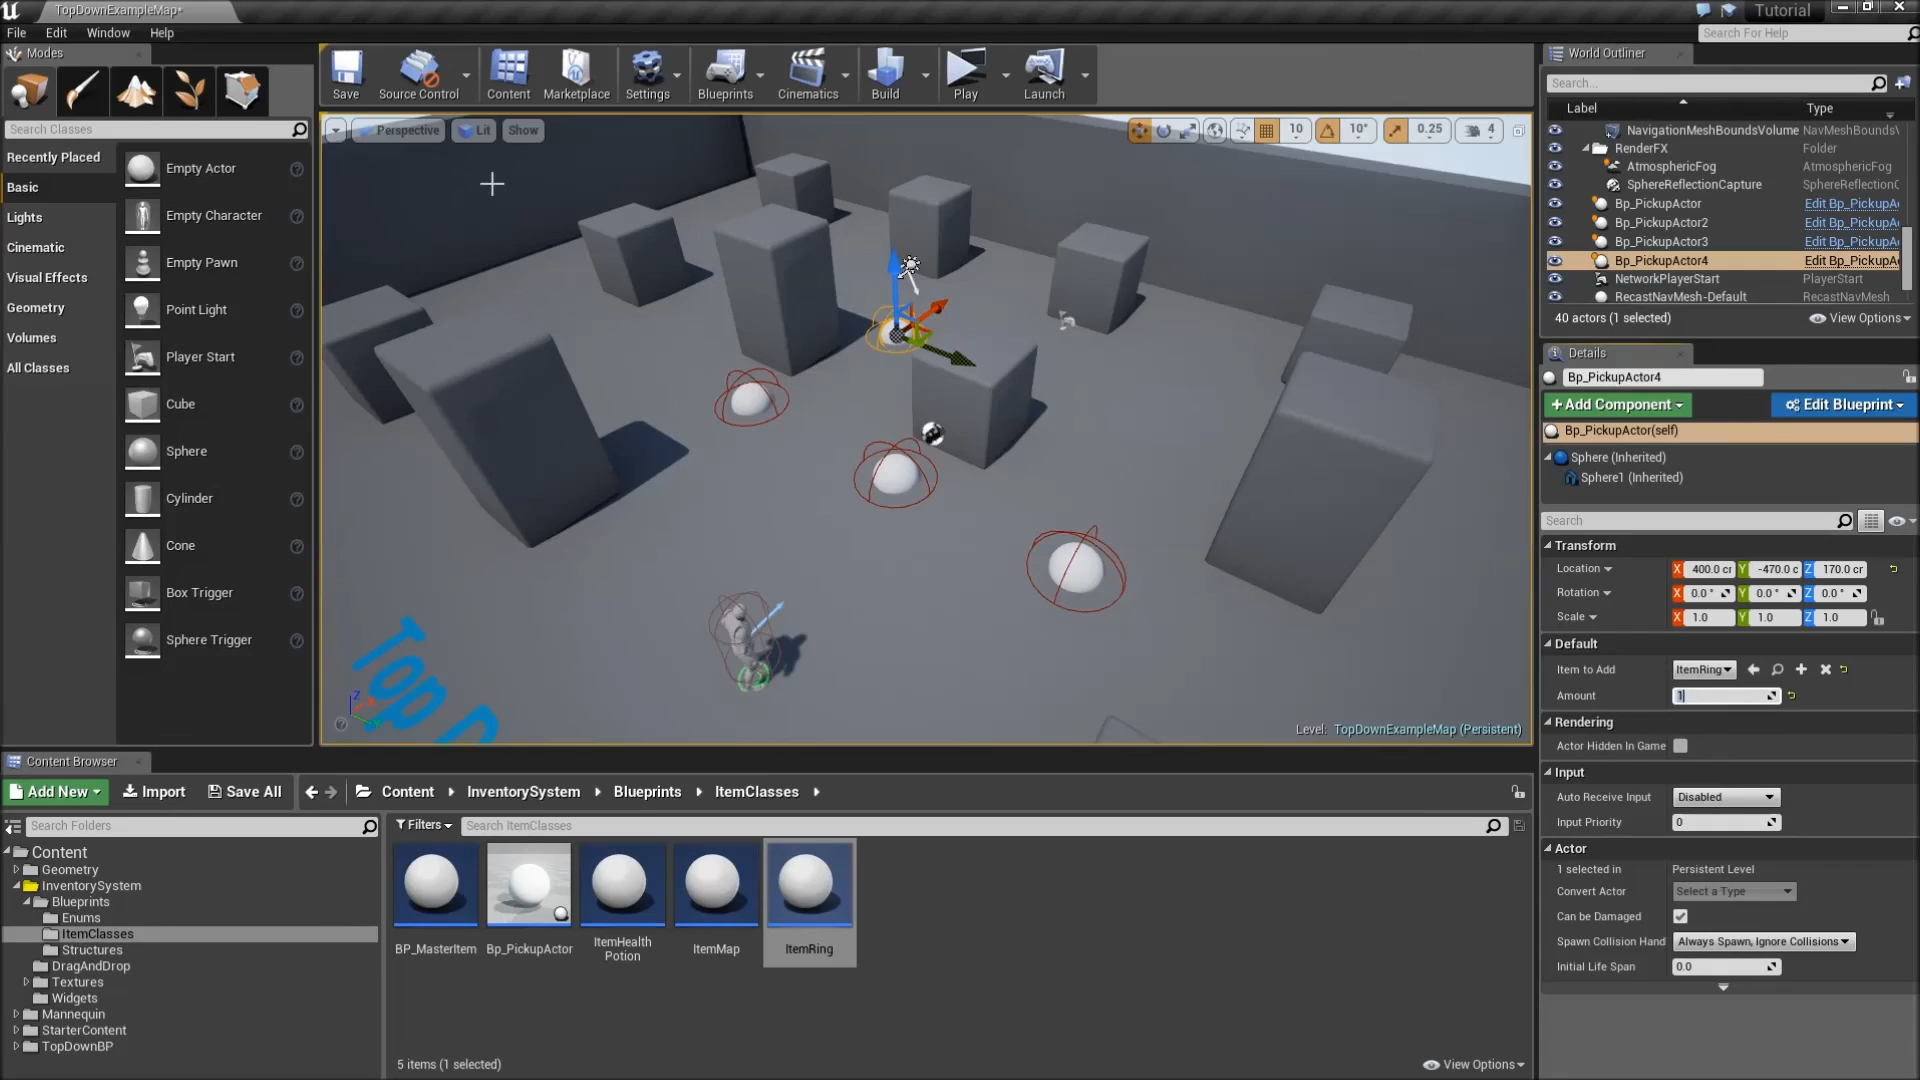 TopDownExampleMap*
Tutorial
File Edit Window Help
Search For Help
Modes
Save
Source Control
Content
Marketplace
Settings
Blueprints
Cinematics
Build
Play
Launch
World Outliner
Search...
Label Type
Search Classes
Perspective Lit Show
10 10° 0.25 4
NavigationMeshBoundsVolume NavMeshBounds
RenderFX Folder
AtmosphericFog AtmosphericFog
SphereReflectionCapture SphereReflectionC
Bp_PickupActor Edit Bp_PickupA
Bp_PickupActor2 Edit Bp_PickupA
Bp_PickupActor3 Edit Bp_PickupA
Bp_PickupActor4 Edit Bp_PickupA
NetworkPlayerStart PlayerStart
RecastNavMesh-Default RecastNavMesh
40 actors (1 selected)
View Options
Recently Placed
Basic
Lights
Cinematic
Visual Effects
Geometry
Volumes
All Classes
Empty Actor
Empty Character
Empty Pawn
Point Light
Player Start
Cube
Sphere
Cylinder
Cone
Box Trigger
Sphere Trigger
Top D
Z
Level: TopDownExampleMap (Persistent)
Details
Bp_PickupActor4
+Add Component
Edit Blueprint
Bp_PickupActor(self)
Sphere (Inherited)
Sphere1 (Inherited)
Search
Transform
Location X 400.0 cr Y -470.0 c Z 170.0 cr
Rotation X 0.0 ° Y 0.0 ° Z 0.0 °
Scale X 1.0 Y 1.0 Z 1.0
Default
Item to Add ItemRing
Amount 1
Rendering
Actor Hidden In Game
Input
Auto Receive Input Disabled
Input Priority 0
Actor
1 selected in Persistent Level
Convert Actor Select a Type
Can be Damaged
Spawn Collision Hand Always Spawn, Ignore Collisions
Initial Life Span 0.0
Content Browser
Add New Import Save All Content InventorySystem Blueprints ItemClasses
Search Folders
Filters
Search ItemClasses
Content
Geometry
InventorySystem
Blueprints
Enums
ItemClasses
Structures
DragAndDrop
Textures
Widgets
Mannequin
StarterContent
TopDownBP
BP_MasterItem
Bp_PickupActor
ItemHealth
Potion
ItemMap
ItemRing
5 items (1 selected)
View Options